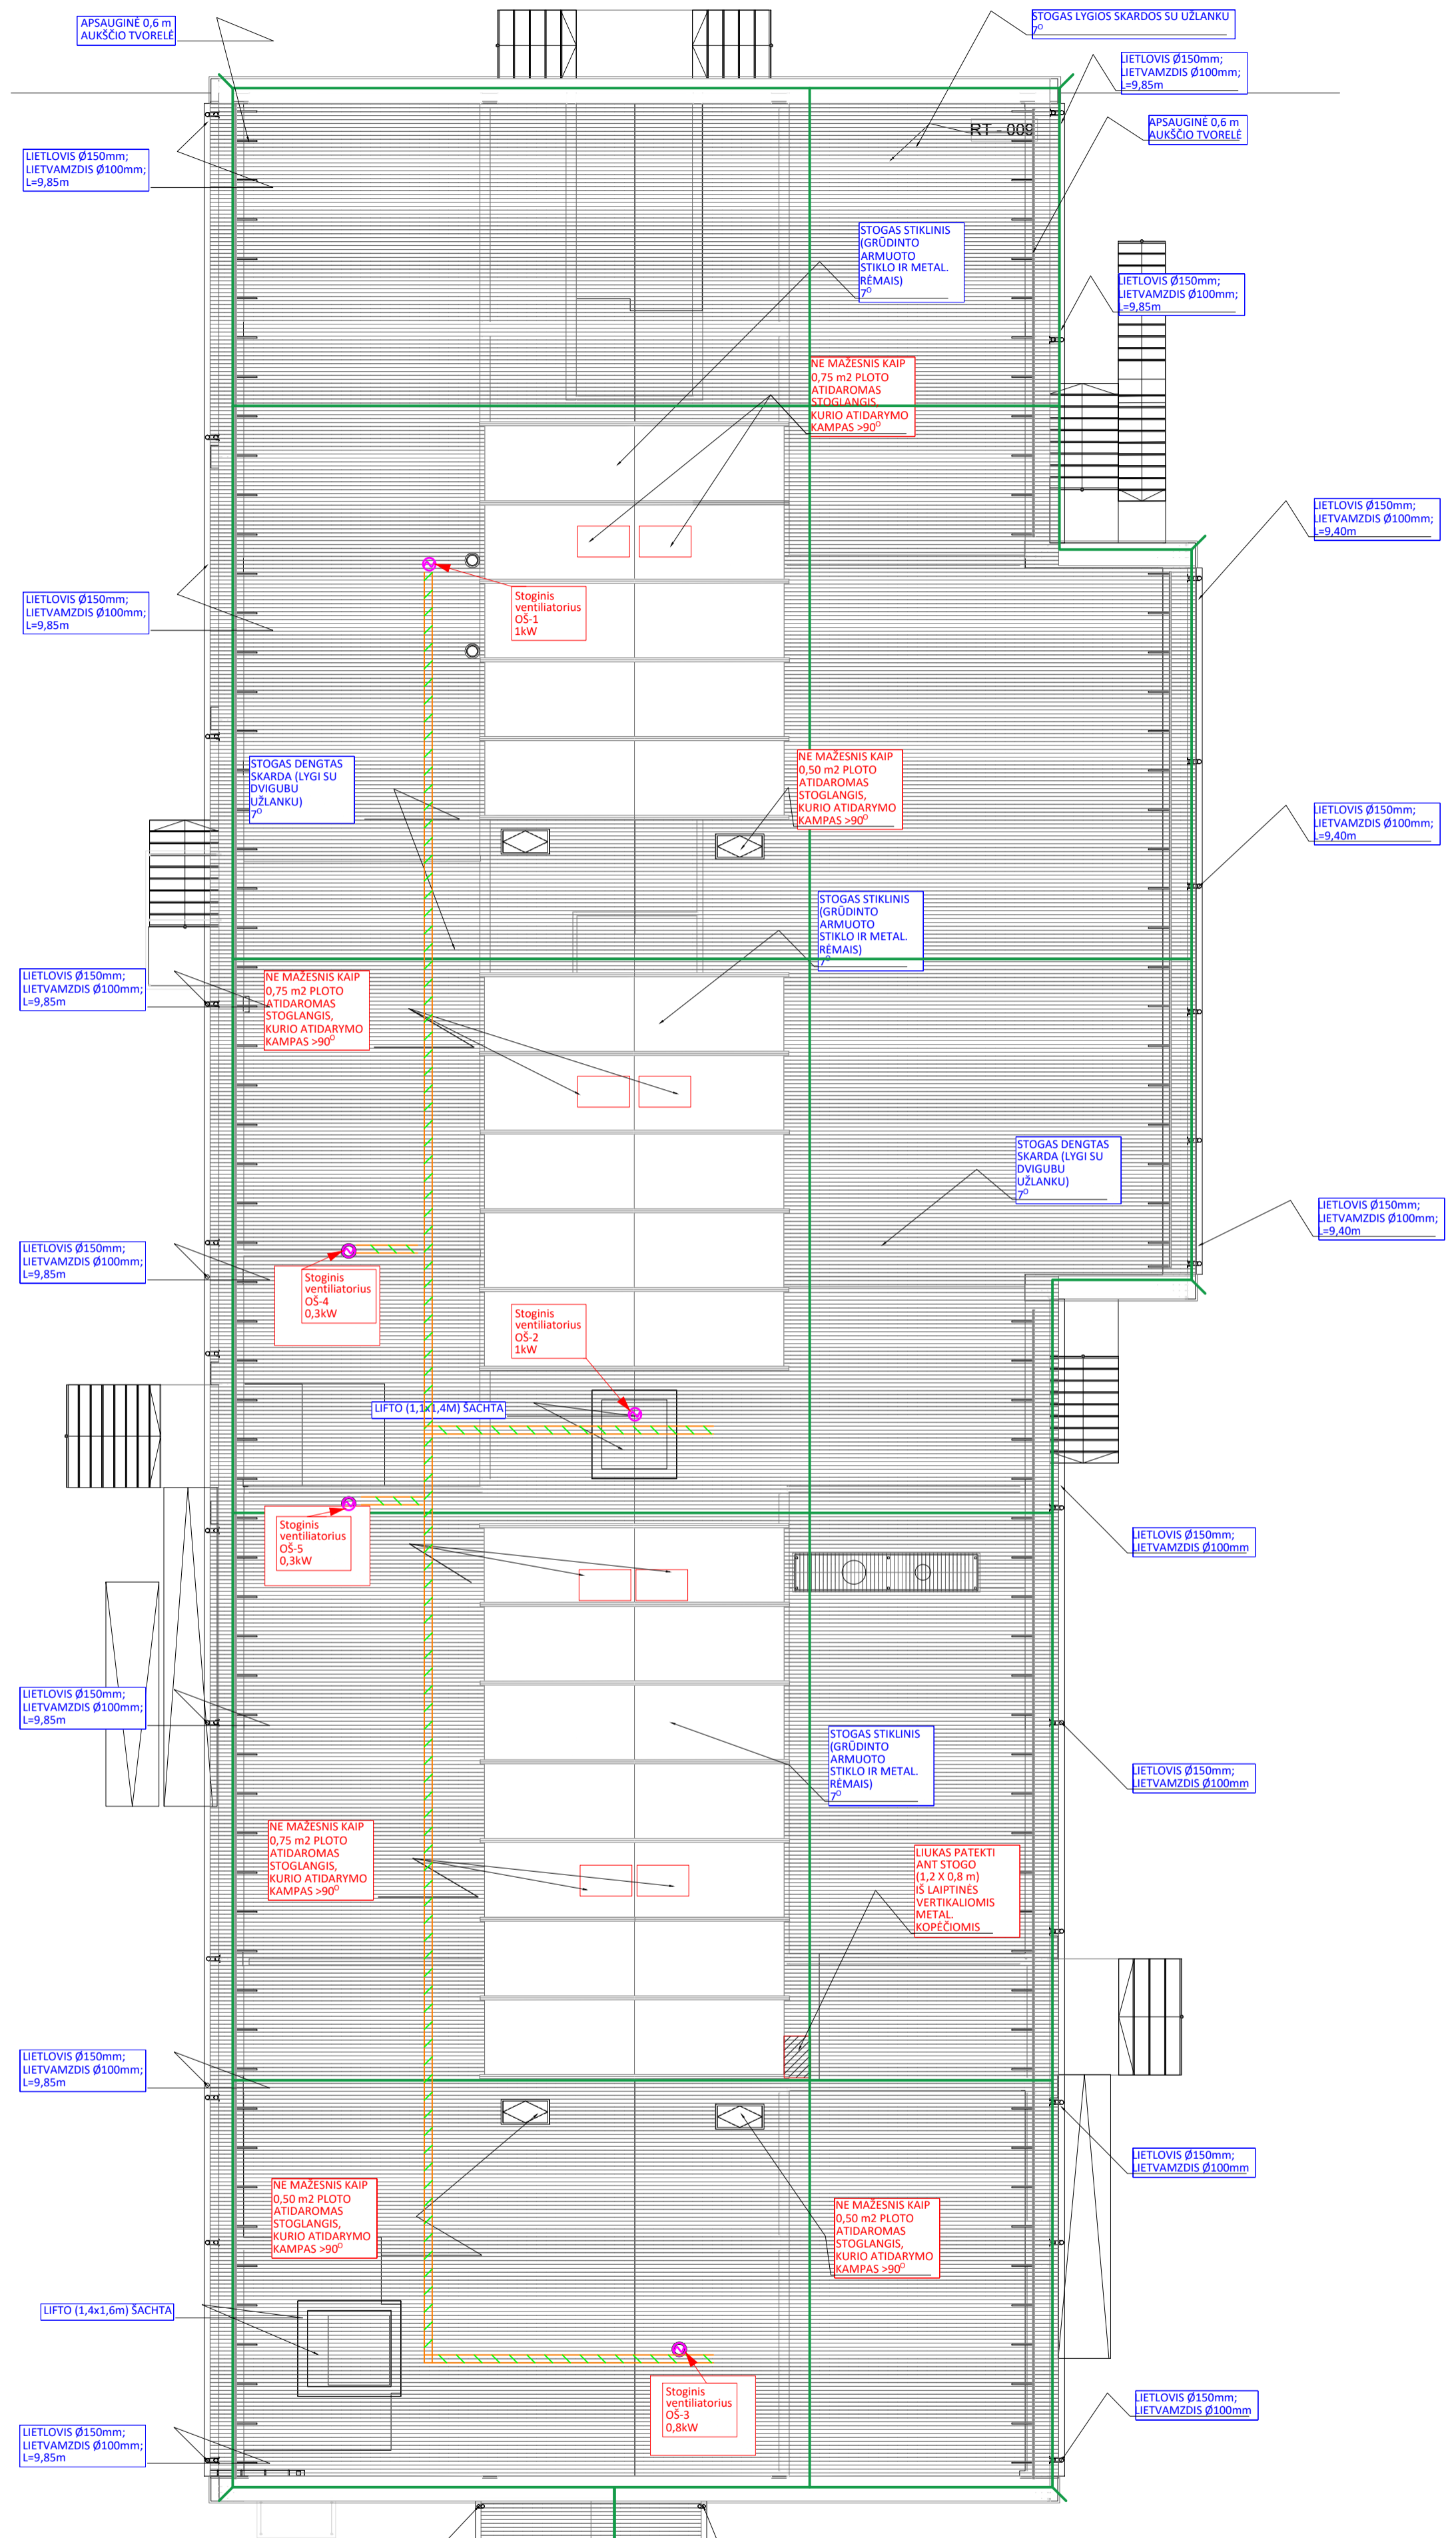 APSAUGINĖ 0,6 m
AUKŠČIO TVORELĖ
STOGAS LYGIOS SKARDOS SU UŽLANKU
7O
LIETLOVIS Ø150mm;
LIETVAMZDIS Ø100mm;
L=9,85m
APSAUGINĖ 0,6 m
AUKŠČIO TVORELĖ
RT - 009
LIETLOVIS Ø150mm;
LIETVAMZDIS Ø100mm;
L=9,85m
STOGAS STIKLINIS
(GRŪDINTO
ARMUOTO
STIKLO IR METAL.
RĖMAIS)
7O
LIETLOVIS Ø150mm;
LIETVAMZDIS Ø100mm;
L=9,85m
NE MAŽESNIS KAIP
0,75 m2 PLOTO
ATIDAROMAS
STOGLANGIS,
KURIO ATIDARYMO
KAMPAS >90O
LIETLOVIS Ø150mm;
LIETVAMZDIS Ø100mm;
L=9,40m
Stoginis
ventiliatorius
OŠ-1
1kW
LIETLOVIS Ø150mm;
LIETVAMZDIS Ø100mm;
L=9,85m
STOGAS DENGTAS
SKARDA (LYGI SU
DVIGUBU
UŽLANKU)
7O
NE MAŽESNIS KAIP
0,50 m2 PLOTO
ATIDAROMAS
STOGLANGIS,
KURIO ATIDARYMO
KAMPAS >90O
LIETLOVIS Ø150mm;
LIETVAMZDIS Ø100mm;
L=9,40m
STOGAS STIKLINIS
(GRŪDINTO
ARMUOTO
STIKLO IR METAL.
RĖMAIS)
7O
LIETLOVIS Ø150mm;
LIETVAMZDIS Ø100mm;
L=9,85m
NE MAŽESNIS KAIP
0,75 m2 PLOTO
ATIDAROMAS
STOGLANGIS,
KURIO ATIDARYMO
KAMPAS >90O
STOGAS DENGTAS
SKARDA (LYGI SU
DVIGUBU
UŽLANKU)
7O
LIETLOVIS Ø150mm;
LIETVAMZDIS Ø100mm;
L=9,40m
LIETLOVIS Ø150mm;
LIETVAMZDIS Ø100mm;
L=9,85m
Stoginis
ventiliatorius
OŠ-4
0,3kW
Stoginis
ventiliatorius
OŠ-2
1kW
LIFTO (1,1x1,4M) ŠACHTA
Stoginis
ventiliatorius
OŠ-5
0,3kW
LIETLOVIS Ø150mm;
LIETVAMZDIS Ø100mm
LIETLOVIS Ø150mm;
LIETVAMZDIS Ø100mm;
L=9,85m
STOGAS STIKLINIS
(GRŪDINTO
ARMUOTO
STIKLO IR METAL.
RĖMAIS)
7O
LIETLOVIS Ø150mm;
LIETVAMZDIS Ø100mm
NE MAŽESNIS KAIP
0,75 m2 PLOTO
ATIDAROMAS
STOGLANGIS,
KURIO ATIDARYMO
KAMPAS >90O
LIUKAS PATEKTI
ANT STOGO
(1,2 X 0,8 m)
IŠ LAIPTINĖS
VERTIKALIOMIS
METAL.
KOPĖČIOMIS
LIETLOVIS Ø150mm;
LIETVAMZDIS Ø100mm;
L=9,85m
LIETLOVIS Ø150mm;
LIETVAMZDIS Ø100mm
NE MAŽESNIS KAIP
0,50 m2 PLOTO
ATIDAROMAS
STOGLANGIS,
KURIO ATIDARYMO
KAMPAS >90O
NE MAŽESNIS KAIP
0,50 m2 PLOTO
ATIDAROMAS
STOGLANGIS,
KURIO ATIDARYMO
KAMPAS >90O
LIFTO (1,4x1,6m) ŠACHTA
Stoginis
ventiliatorius
OŠ-3
0,8kW
LIETLOVIS Ø150mm;
LIETVAMZDIS Ø100mm
LIETLOVIS Ø150mm;
LIETVAMZDIS Ø100mm;
L=9,85m